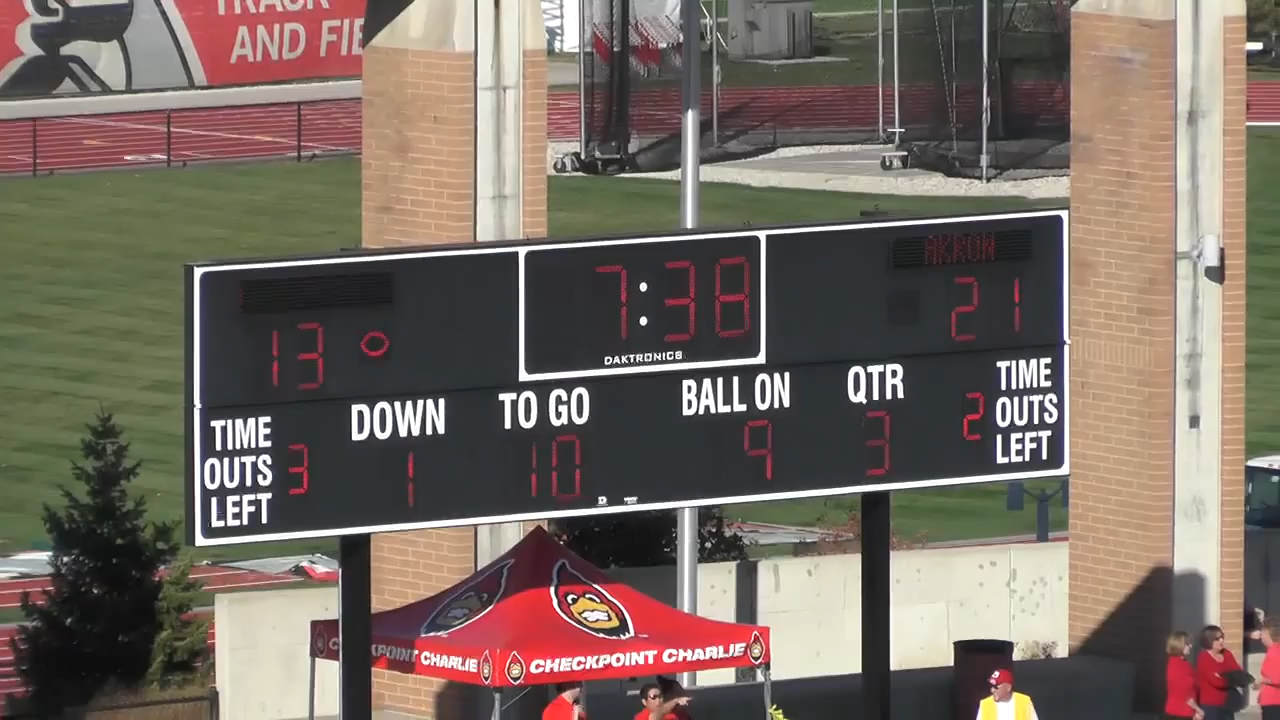 TRACK
AND FIE
AKRON
7:38
13 21
DAKTRONICS
TIME OUTS LEFT 3
DOWN 1
TO GO 10
BALL ON 9
QTR 3
2 TIME OUTS LEFT
CKPOINT CHARLIE
CHECKPOINT CHARLIE